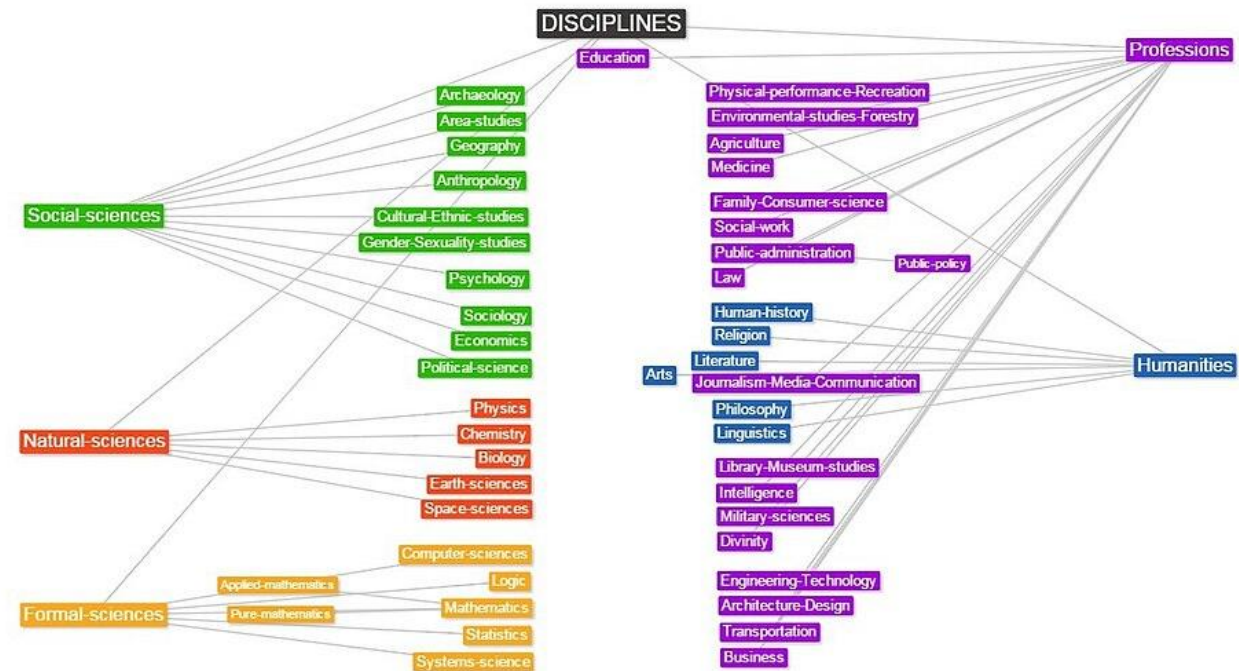 DISCIPLINES
Education
Professions
Archaeology
Area-studies
Geography
Anthropology
Social-sciences
Cultural-Ethnic-studies
Gender-Sexuality-studies
Psychology
Sociology
Economics
Political-science
Physics
Natural-sciences
Chemistry
Biology
Earth-sciences
Space-sciences
Computer-sciences
Applied-mathematics
Logic
Formal-sciences
Pure-mathematics
Mathematics
Statistics
Systems-science
Physical-performance-Recreation
Environmental-studies-Forestry
Agriculture
Medicine
Family-Consumer-science
Social-work
Public-administration
Public-policy
Law
Human-history
Religion
Literature
Arts
Humanities
Journalism-Media-Communication
Philosophy
Linguistics
Library-Museum-studies
Intelligence
Military-sciences
Divinity
Engineering-Technology
Architecture-Design
Transportation
Business